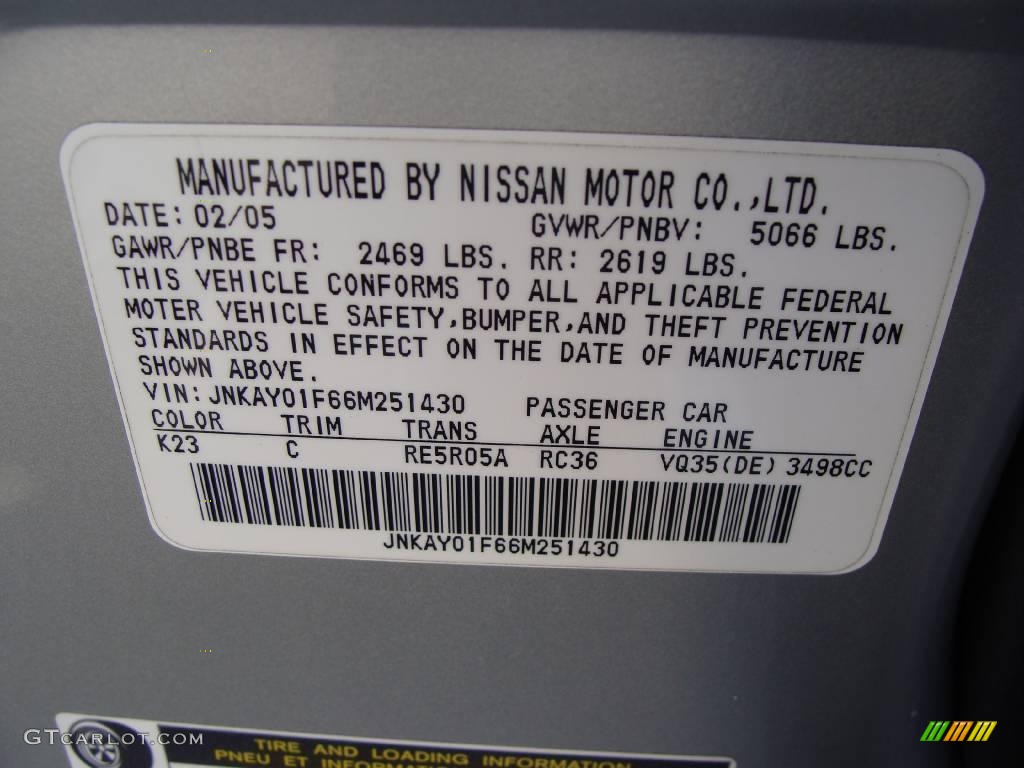 MANUFACTURED BY NISSAN MOTOR CO.,LTD.
DATE: 02/05 GVWR/PNBV: 5066 LBS.
GAWR/PNBE FR: 2469 LBS. RR: 2619 LBS.
THIS VEHICLE CONFORMS TO ALL APPLICABLE FEDERAL
MOTER VEHICLE SAFETY,BUMPER,AND THEFT PREVENTION
STANDARDS IN EFFECT ON THE DATE OF MANUFACTURE
SHOWN ABOVE.
VIN: JNKAY01F66M251430 PASSENGER CAR
COLOR TRIM TRANS AXLE ENGINE
K23 C RE5R05A RC36 VQ35(DE) 3498CC
JNKAY01F66M251430
TIRE AND LOADING INFORMATION
PNEU ET
GTCARLOT.COM